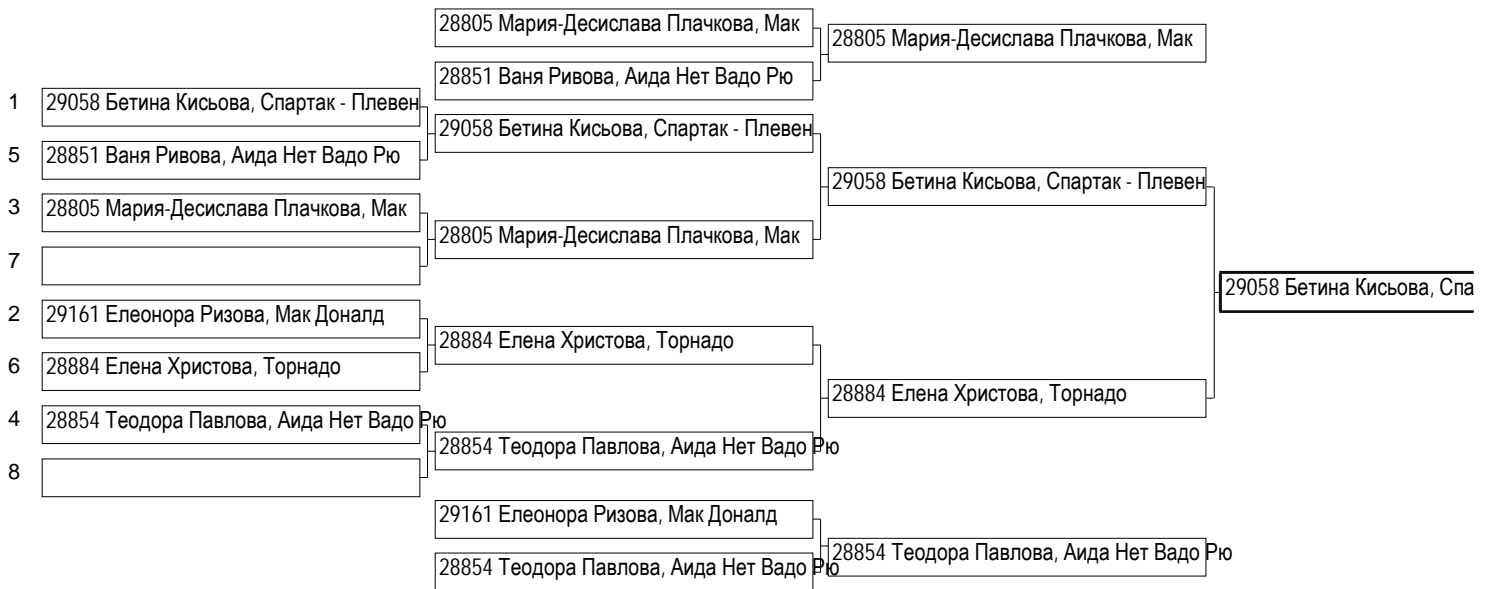 28805 Мария-Десислава Плачкова, Мак
28851 Ваня Ривова, Аида Нет Вадо Рю
28805 Мария-Десислава Плачкова, Мак
1 29058 Бетина Кисьова, Спартак - Плевен
5 28851 Ваня Ривова, Аида Нет Вадо Рю
29058 Бетина Кисьова, Спартак - Плевен
3 28805 Мария-Десислава Плачкова, Мак
7
28805 Мария-Десислава Плачкова, Мак
29058 Бетина Кисьова, Спартак - Плевен
2 29161 Елеонора Ризова, Мак Доналд
6 28884 Елена Христова, Торнадо
28884 Елена Христова, Торнадо
4 28854 Теодора Павлова, Аида Нет Вадо Рю
8
28854 Теодора Павлова, Аида Нет Вадо Рю
28884 Елена Христова, Торнадо
29058 Бетина Кисьова, Спа
29161 Елеонора Ризова, Мак Доналд
28854 Теодора Павлова, Аида Нет Вадо Рю
28854 Теодора Павлова, Аида Нет Вадо Рю